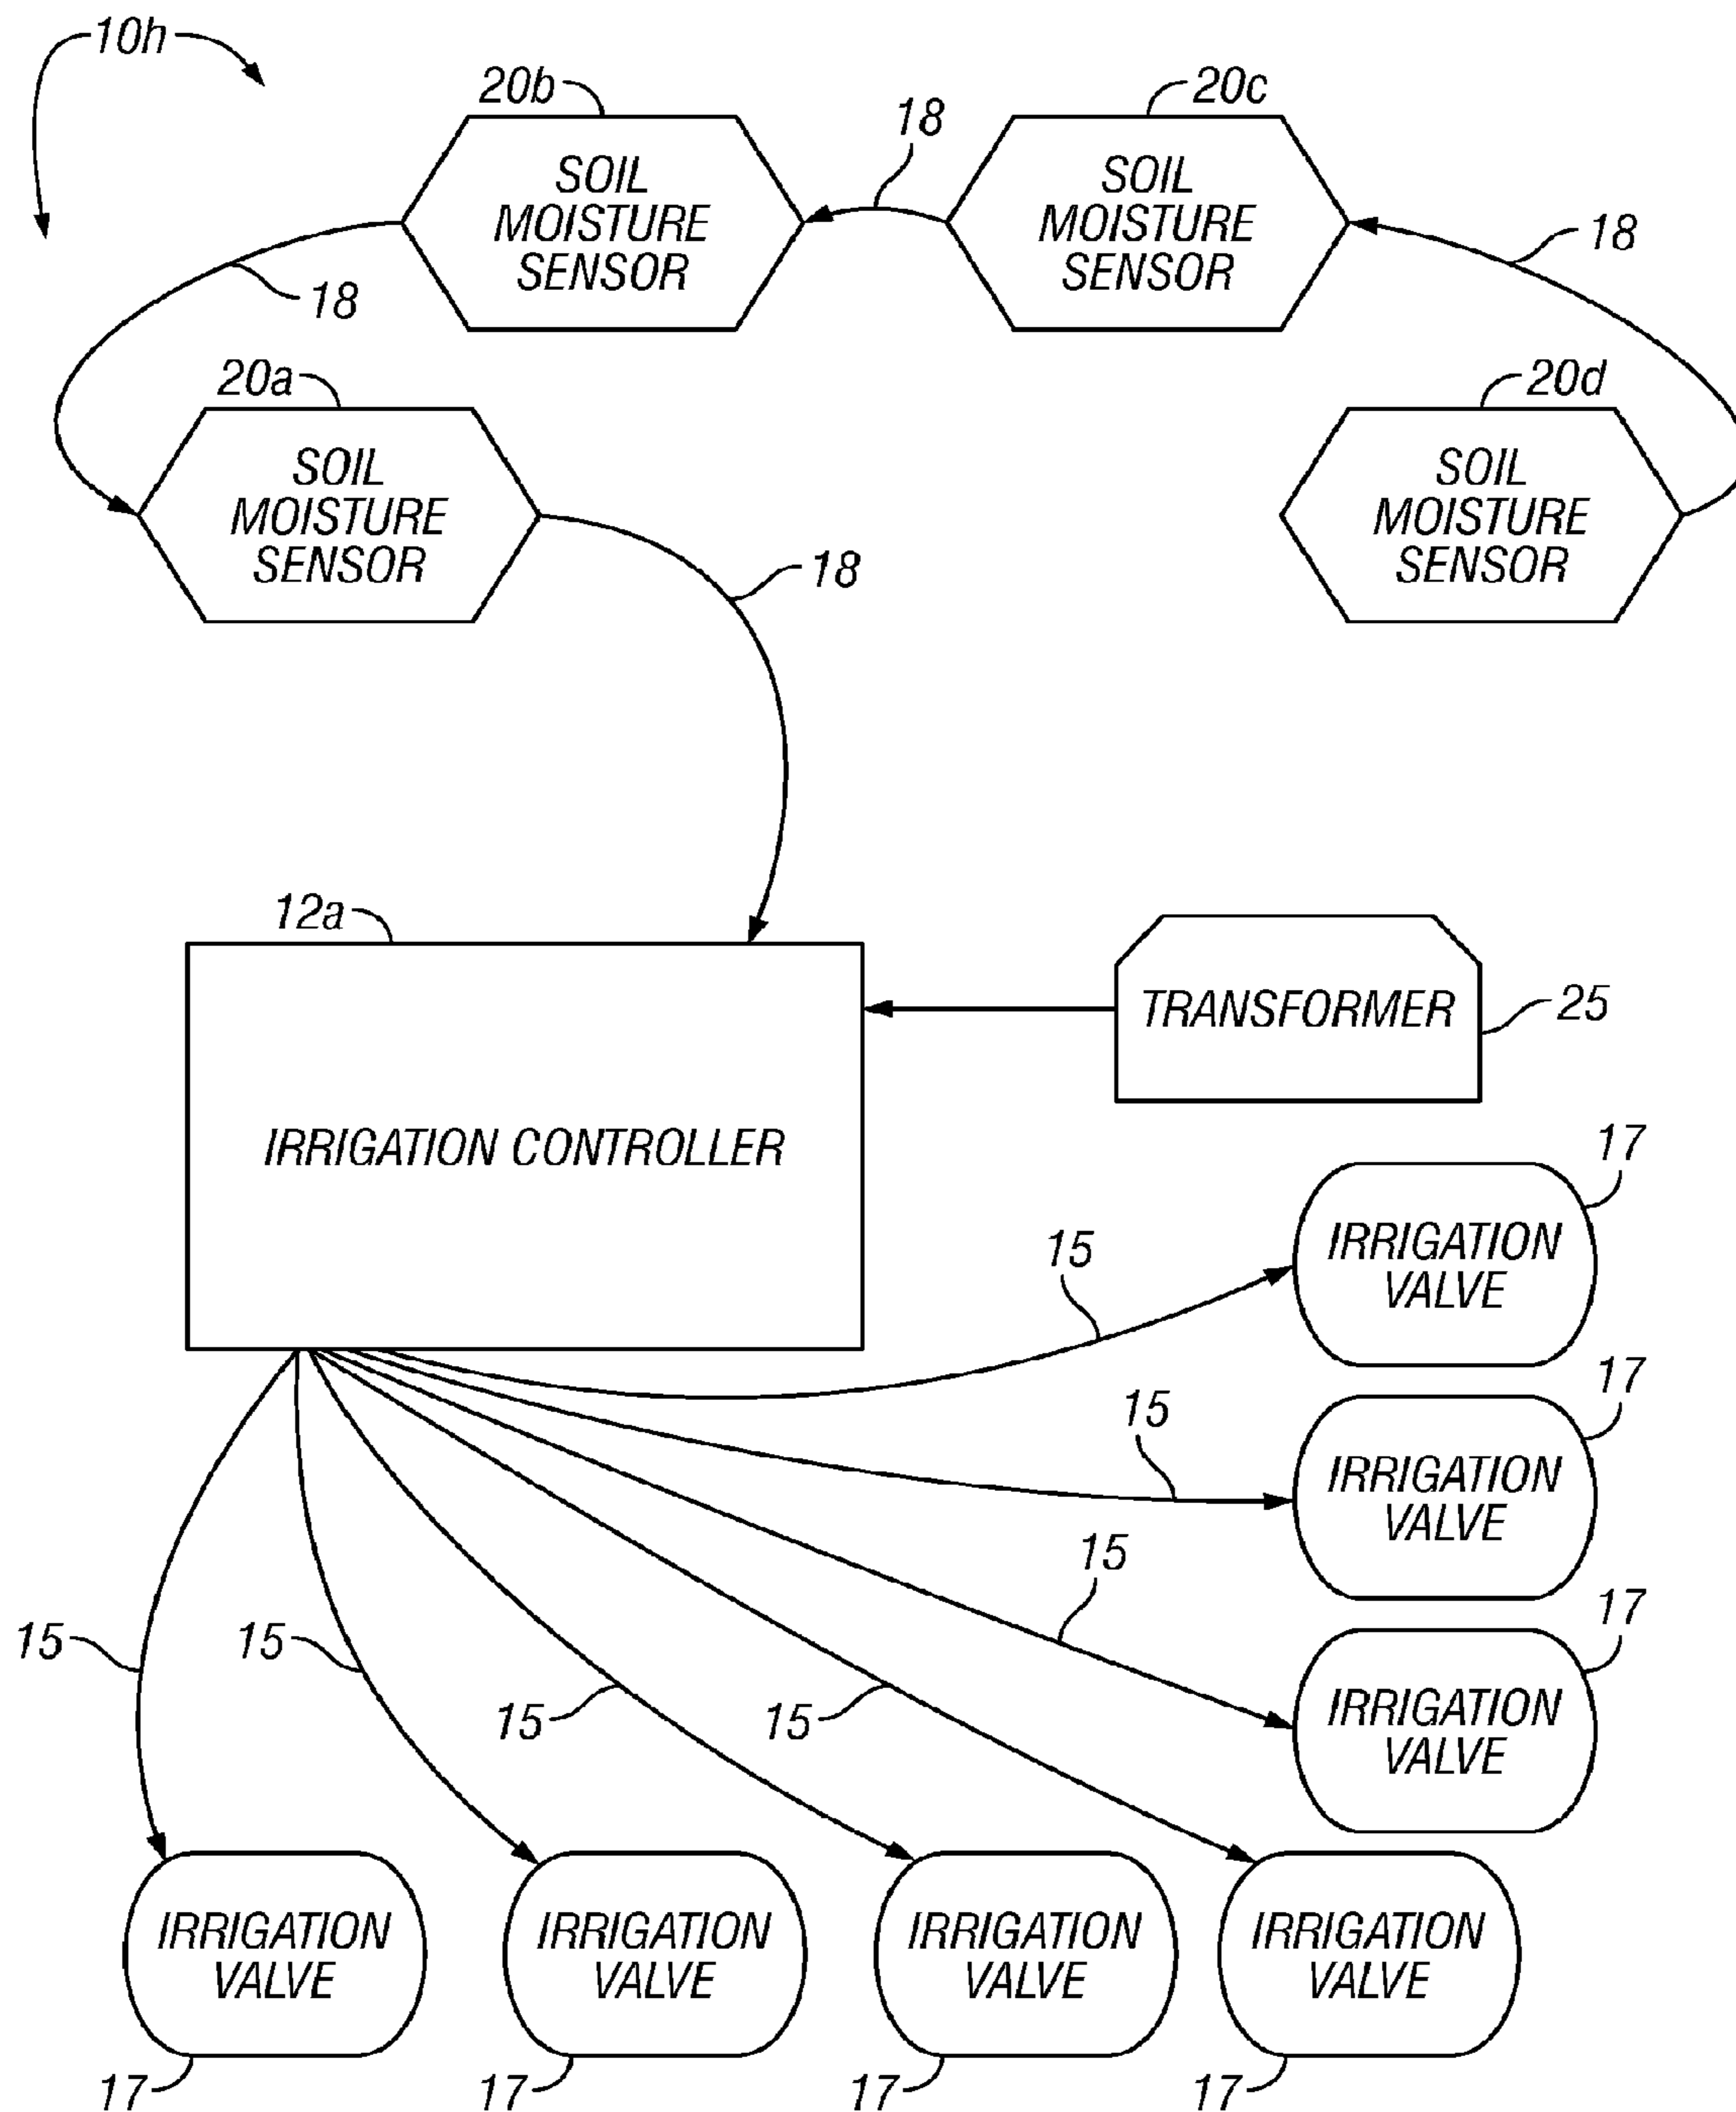 10h
20b
20c
18
SOIL
MOISTURE
SENSOR
SOIL
MOISTURE
SENSOR
18
18
20a
20d
SOIL
MOISTURE
SENSOR
SOIL
MOISTURE
SENSOR
18
12a
TRANSFORMER
25
IRRIGATION CONTROLLER
17
15
IRRIGATION
VALVE
17
15
IRRIGATION
VALVE
15
17
15
15
15
15
IRRIGATION
VALVE
IRRIGATION
VALVE
IRRIGATION
VALVE
IRRIGATION
VALVE
IRRIGATION
VALVE
17
17
17
17